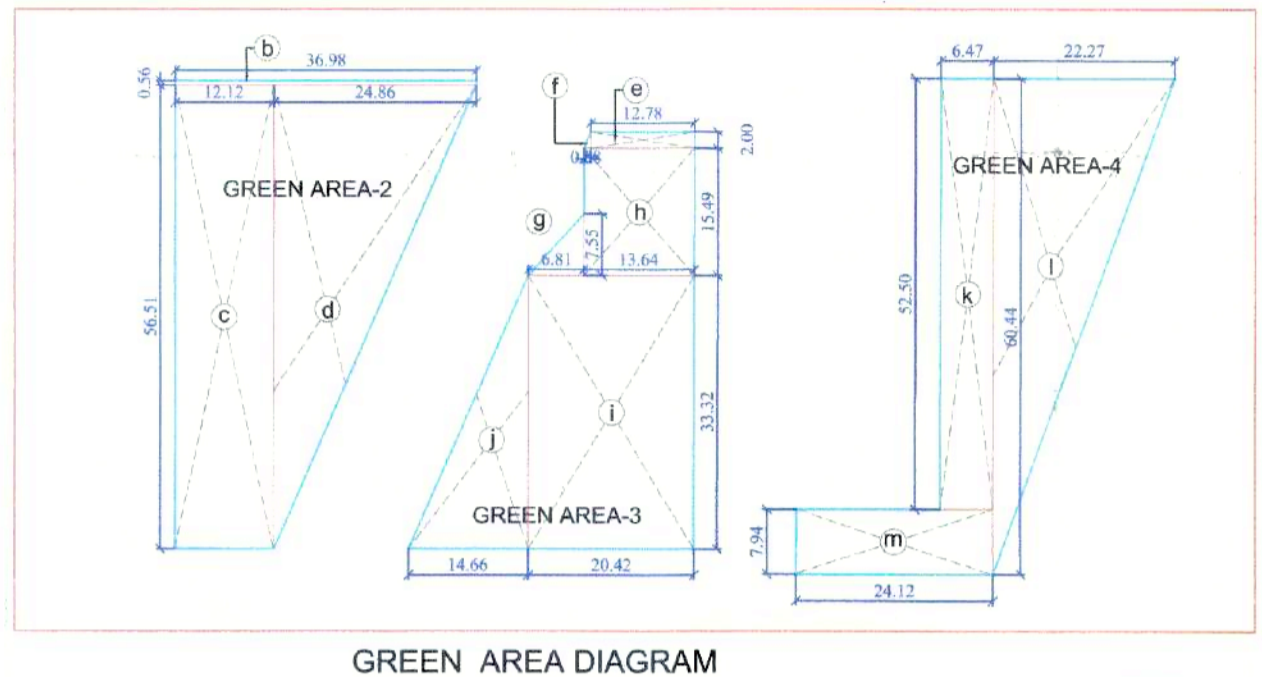 b
36.98
0.56
12.12
24.86
GREEN AREA-2
c
d
56.51
f
e
12.78
2.00
g
h
15.49
7.55
6.81
13.64
i
j
33.32
GREEN AREA-3
14.66
20.42
6.47
22.27
GREEN AREA-4
k
l
52.50
60.44
m
7.94
24.12
GREEN AREA DIAGRAM